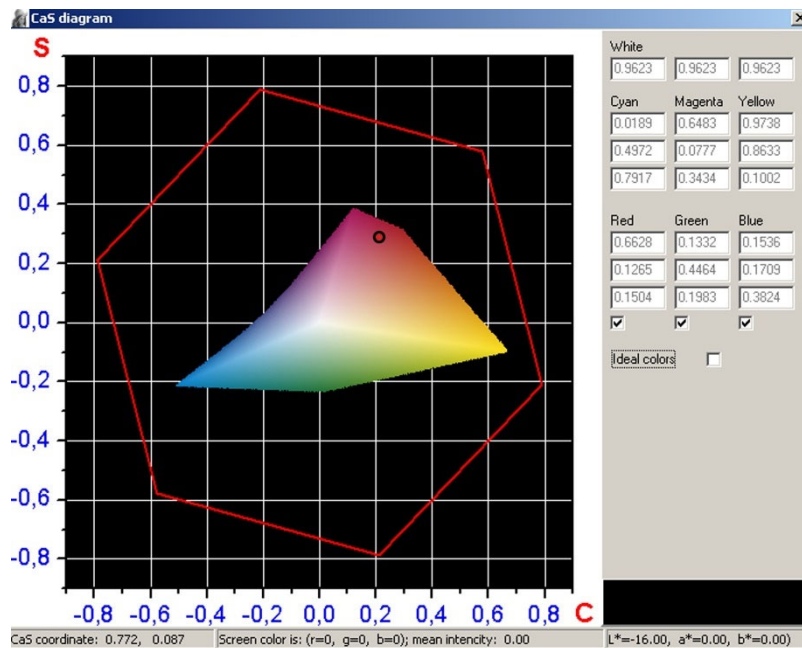 CaS diagram
S
0,8
0,6
0,4
0,2
0,0
-0,2
-0,4
-0,6
-0,8
-0,8 -0,6 -0,4 -0,2 0,0 0,2 0,4 0,6 0,8 C
White
0.9623 0.9623 0.9623
Cyan Magenta Yellow
0.0189 0.6483 0.9738
0.4972 0.0777 0.8633
0.7917 0.3434 0.1002
Red Green Blue
0.6628 0.1332 0.1536
0.1265 0.4464 0.1709
0.1504 0.1983 0.3824
Ideal colors
CaS coordinate: 0.772, 0.087 Screen color is: (r=0, g=0, b=0); mean intencity: 0.00 L*=-16.00, a*=0.00, b*=0.00)